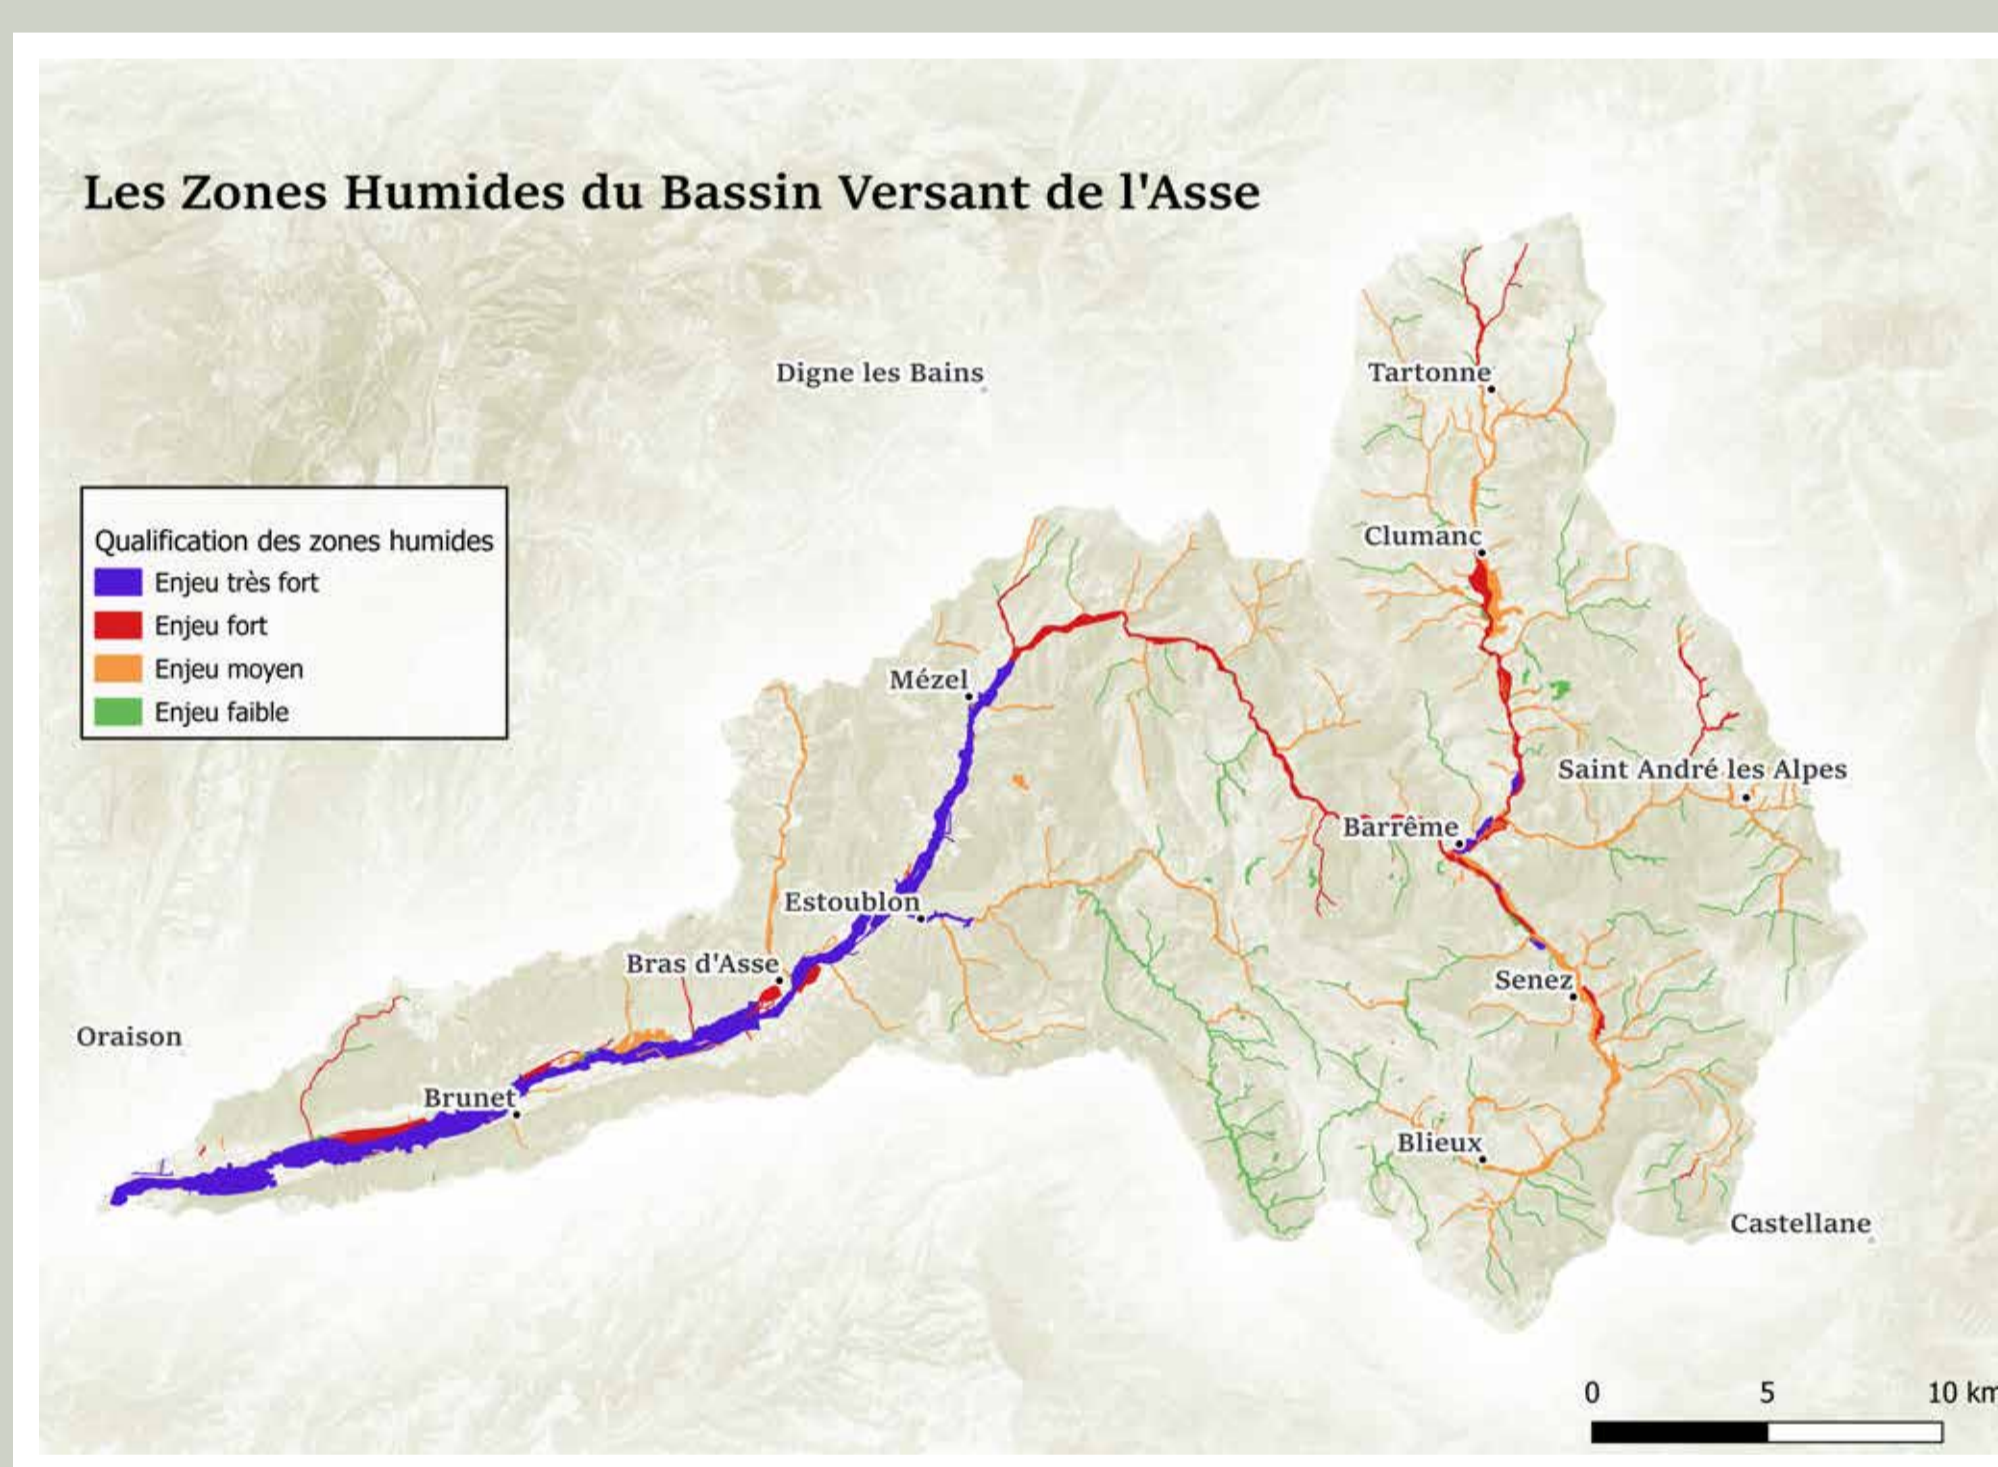 Les Zones Humides du Bassin Versant de l'Asse
Digne les Bains
Tartonne
Qualification des zones humides
Enjeu très fort
Enjeu fort
Enjeu moyen
Enjeu faible
Clumanc
Mézel
Saint André les Alpes
Barrême
Estoublon
Bras d'Asse
Senez
Oraison
Brunet
Blieux
Castellane
0 5 10 km